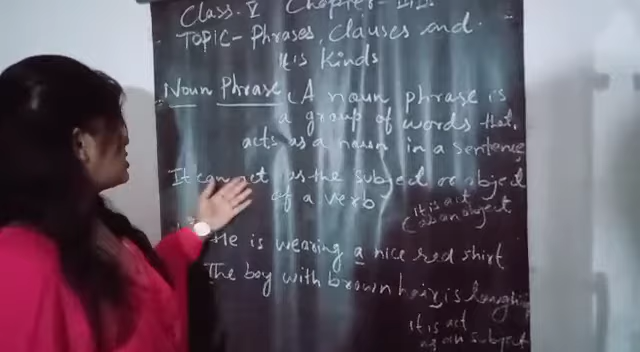 Class. V Chapter- III.
TOPIC- Phrases, Clauses and
its Kinds
Noun Phrase (A noun phrase is
a group of words that.
acts as a noun in a sentence
It can act as the subject or object
of a verb
it is act
as an object
He is wearing a nice red shirt
The boy with brown hair is laughing
it is act
as an subject